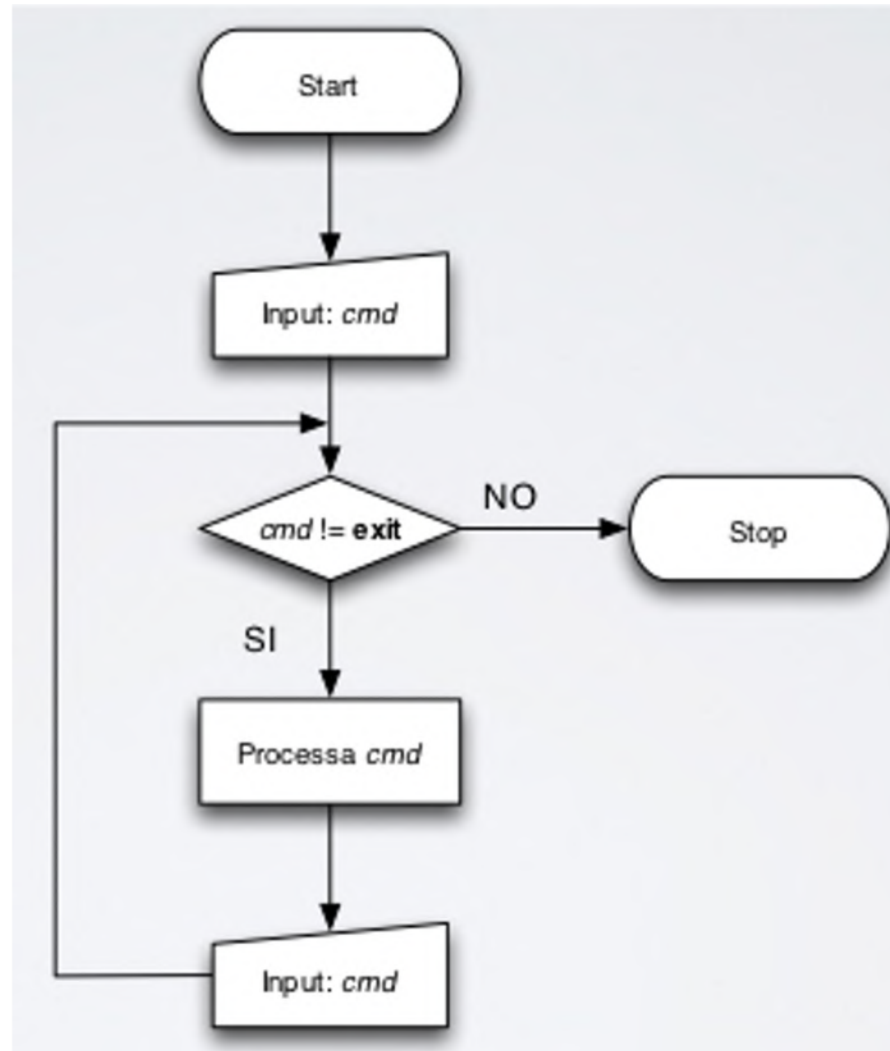 Start
Input: cmd
cmd != exit
NO
Stop
SI
Processa cmd
Input: cmd